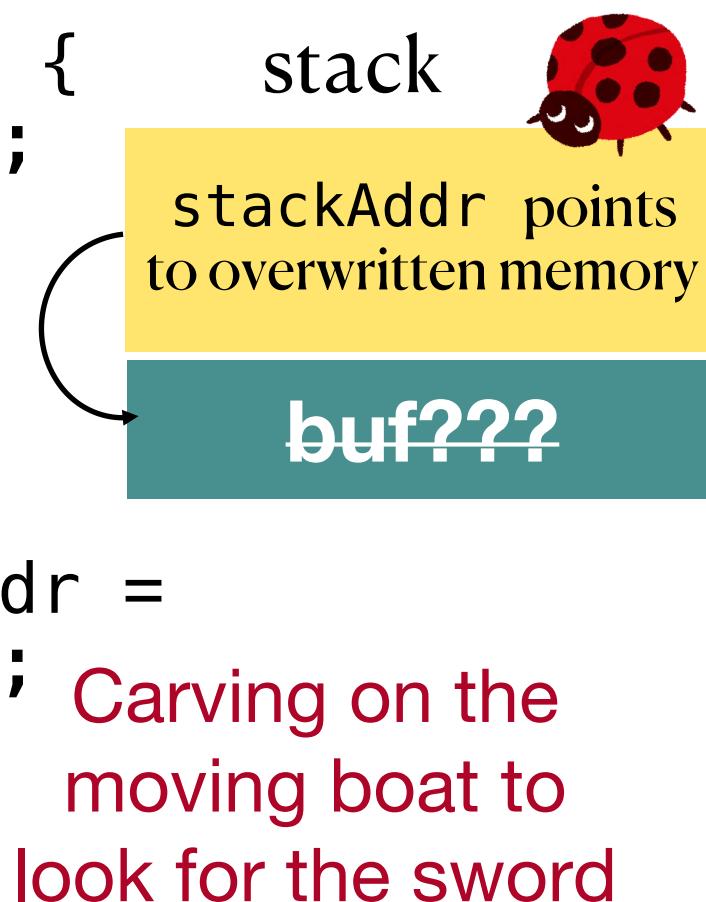 { stack
;
stackAddr points
to overwritten memory
buf???
dr =
;
Carving on the
moving boat to
look for the sword